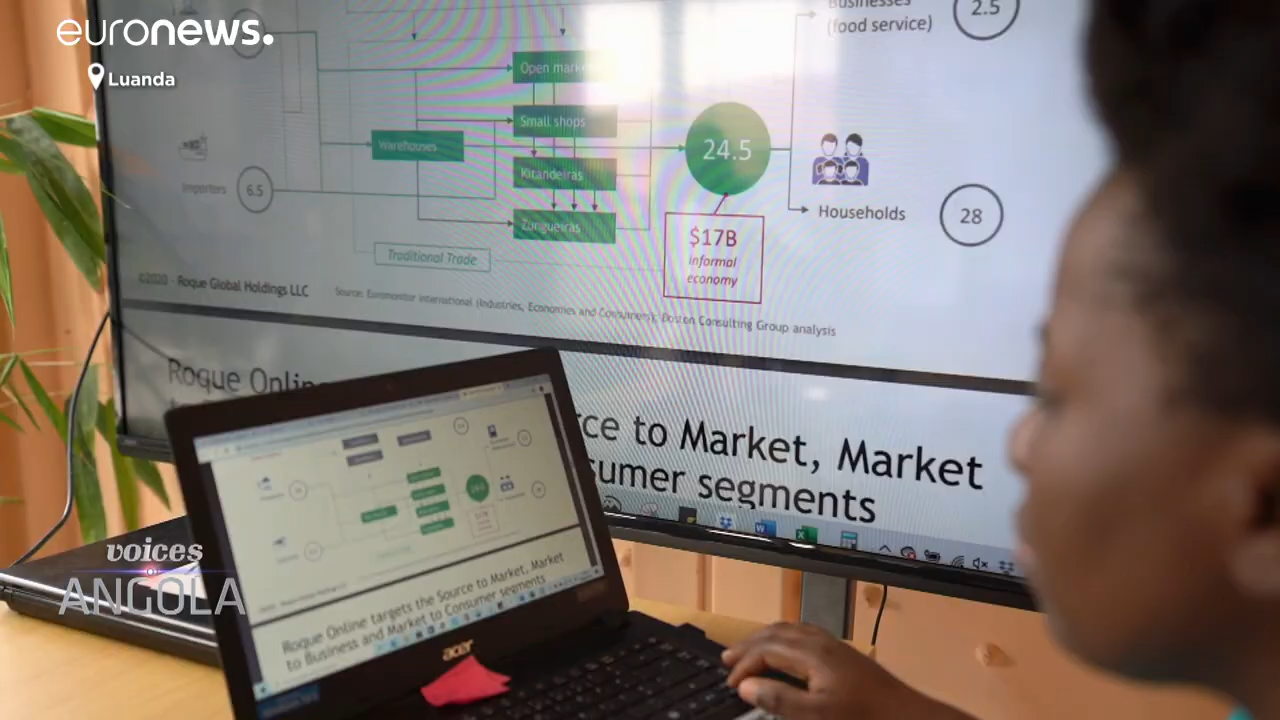 euronews.
Luanda
Businesses
(food service)
2.5
Open market
Small shops
Warehouses
Kitandeiras
24.5
Importers
6.5
Zungueiras
Households
28
Traditional Trade
$17B
informal
economy
©2020 Roque Global Holdings LLC
Source: Euromonitor International (Industries, Economies and Consumers); Boston Consulting Group analysis
Roque Online
ce to Market, Market
sumer segments
Roque Online targets the Source to Market, Market
to Business and Market to Consumer segments
acer
voices
ANGOLA